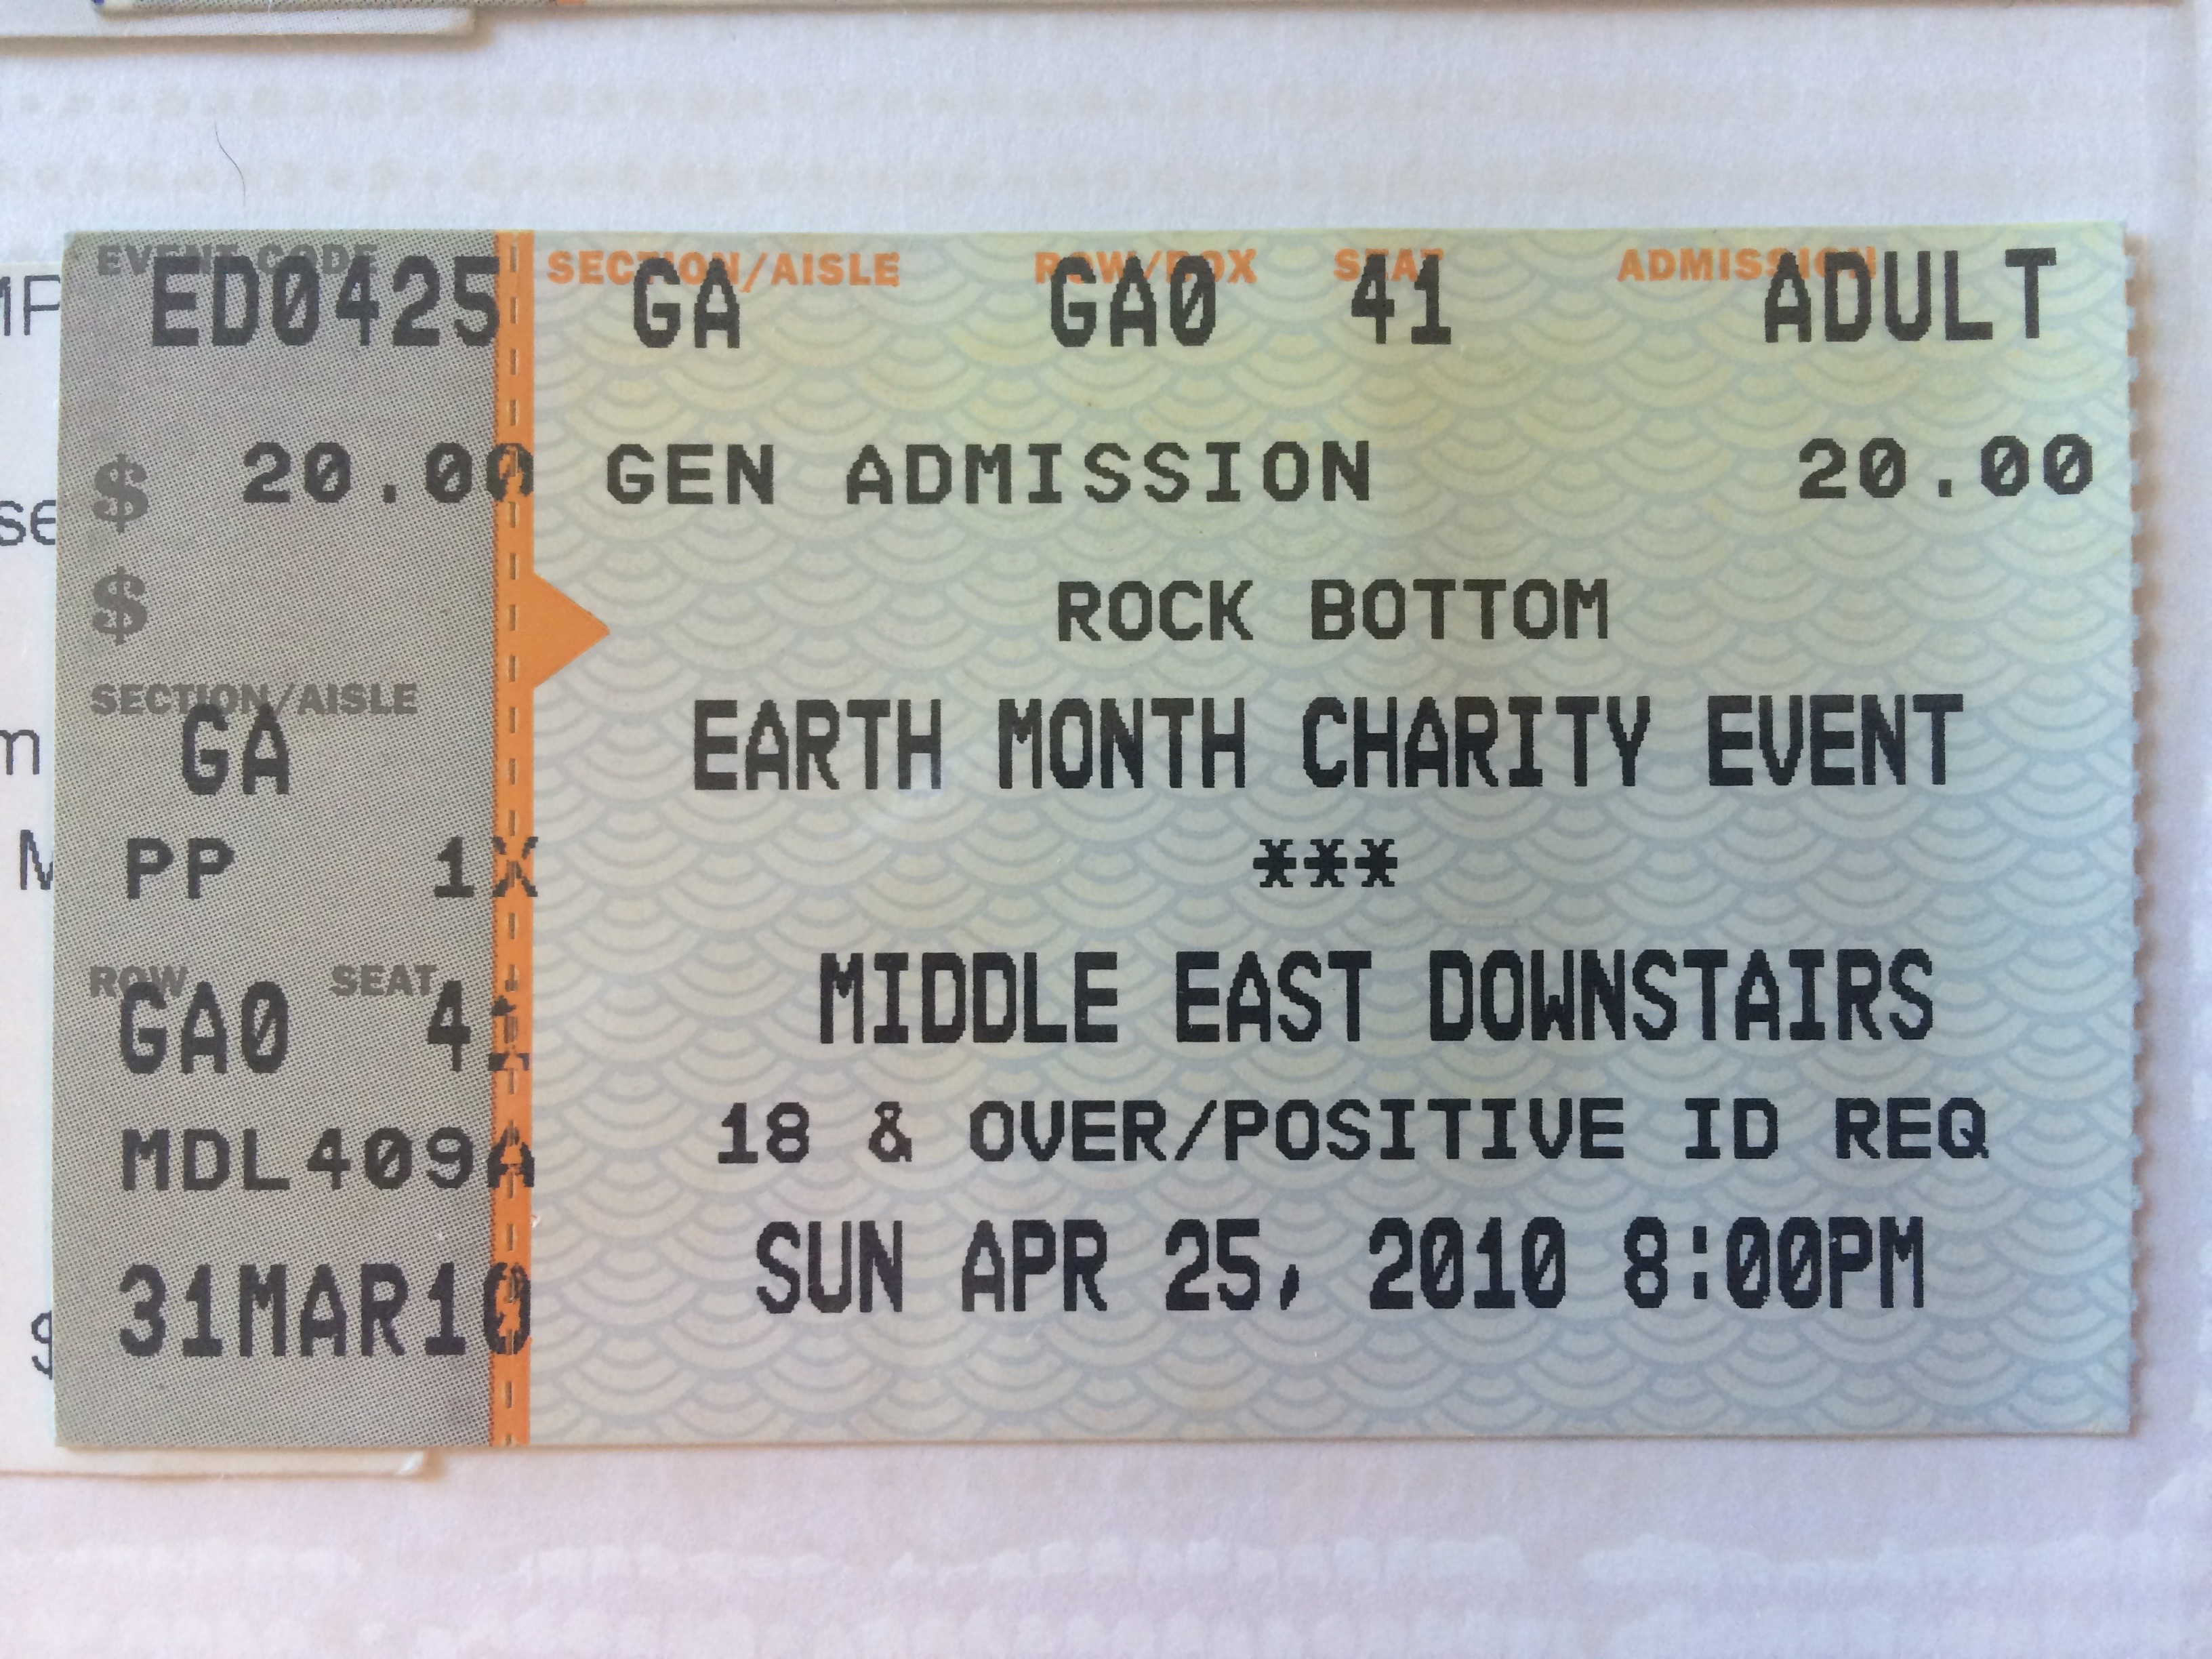 EVENT CODE
ED0425
$ 20.00
$
SECTION/AISLE
GA
PP 1X
ROW SEAT
GA0 41
MDL409A
31MAR10
SECTION/AISLE ROW/BOX SEAT ADMISSION
GA GA0 41 ADULT
GEN ADMISSION 20.00
ROCK BOTTOM
EARTH MONTH CHARITY EVENT
***
MIDDLE EAST DOWNSTAIRS
18 & OVER/POSITIVE ID REQ
SUN APR 25, 2010 8:00PM